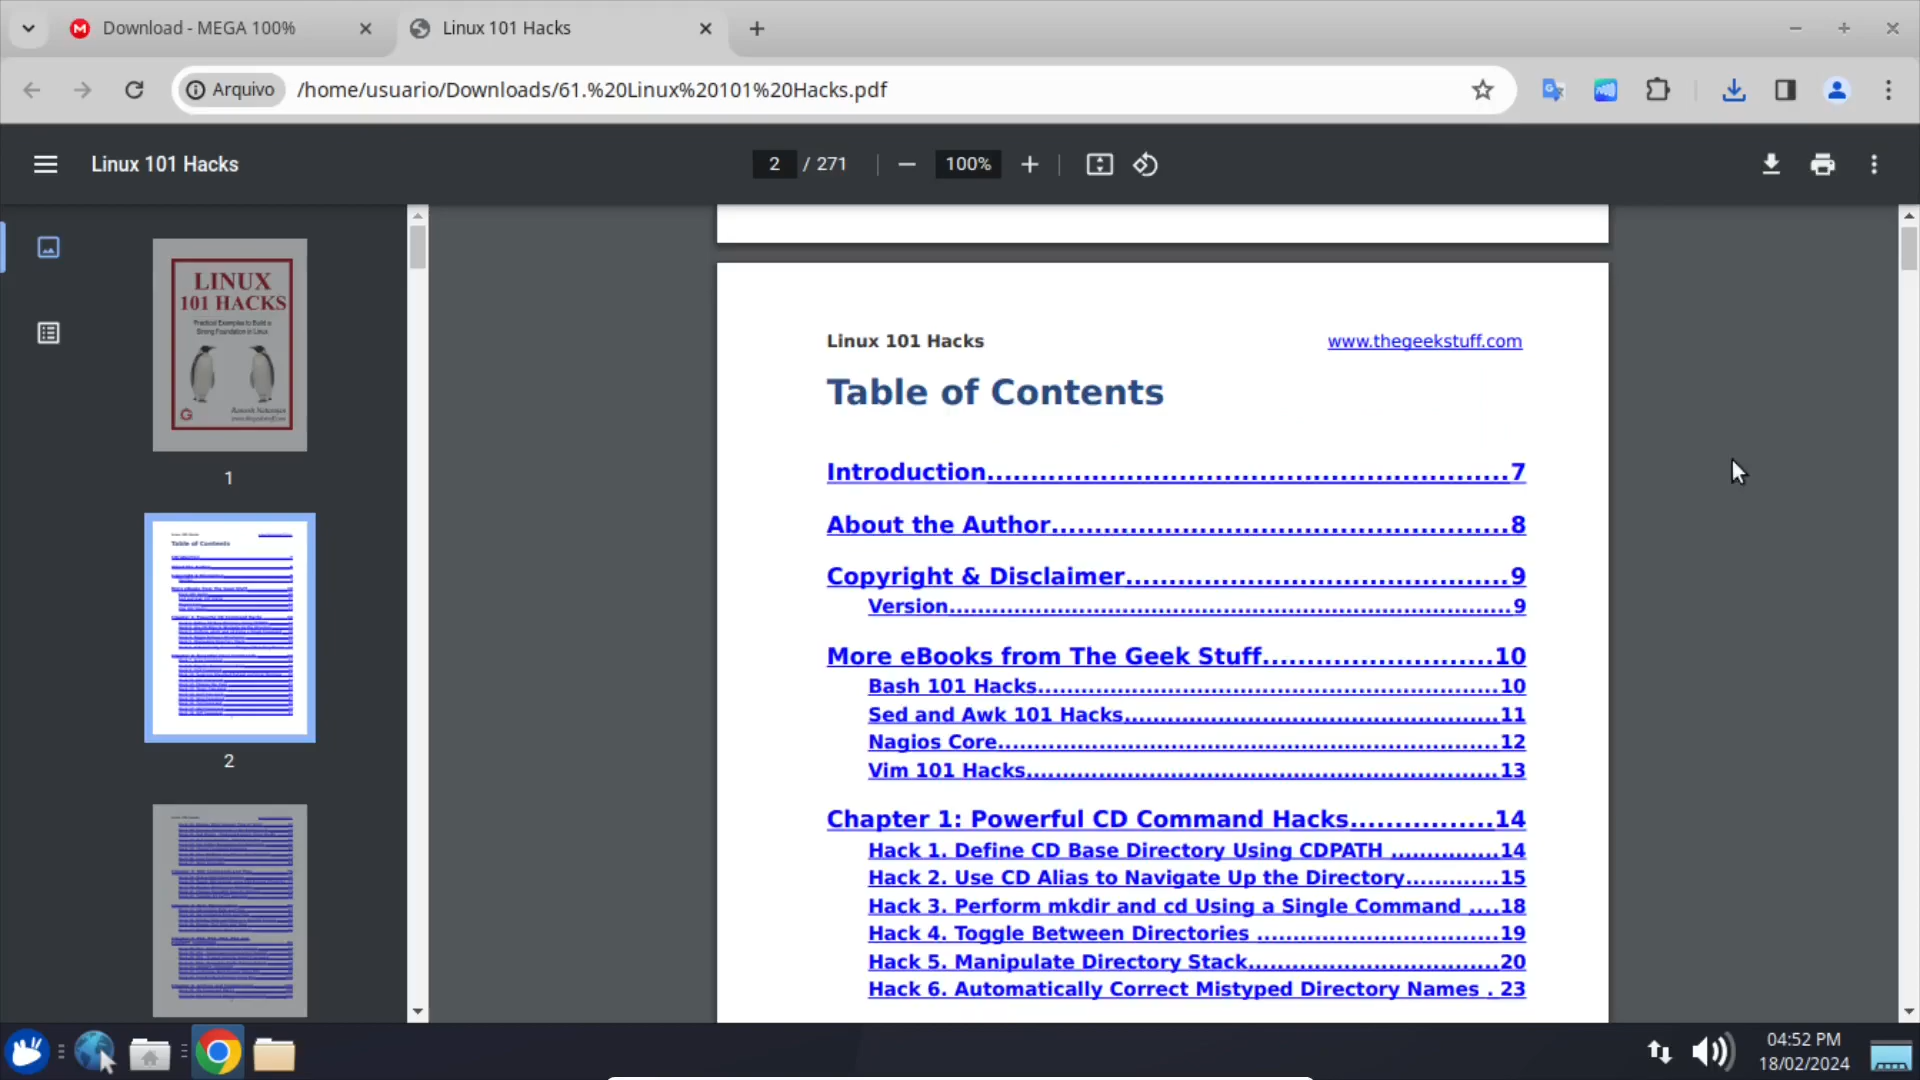 Download - MEGA 100%
Linux 101 Hacks
Arquivo
/home/usuario/Downloads/61.%20Linux%20101%20Hacks.pdf
Linux 101 Hacks
2 / 271
100%
LINUX
101 HACKS
Practical Examples to Build a
Strong Foundation in Linux
www.thegeekstuff.com
1
Table of Contents
2
Linux 101 Hacks
www.thegeekstuff.com
Table of Contents
Introduction................................................................7
About the Author.........................................................8
Copyright & Disclaimer................................................9
Version..............................................................................9
More eBooks from The Geek Stuff..........................10
Bash 101 Hacks................................................................10
Sed and Awk 101 Hacks....................................................11
Nagios Core.....................................................................12
Vim 101 Hacks..................................................................13
Chapter 1: Powerful CD Command Hacks................14
Hack 1. Define CD Base Directory Using CDPATH ...............14
Hack 2. Use CD Alias to Navigate Up the Directory.............15
Hack 3. Perform mkdir and cd Using a Single Command ....18
Hack 4. Toggle Between Directories .................................19
Hack 5. Manipulate Directory Stack..................................20
Hack 6. Automatically Correct Mistyped Directory Names . 23
04:52 PM
18/02/2024